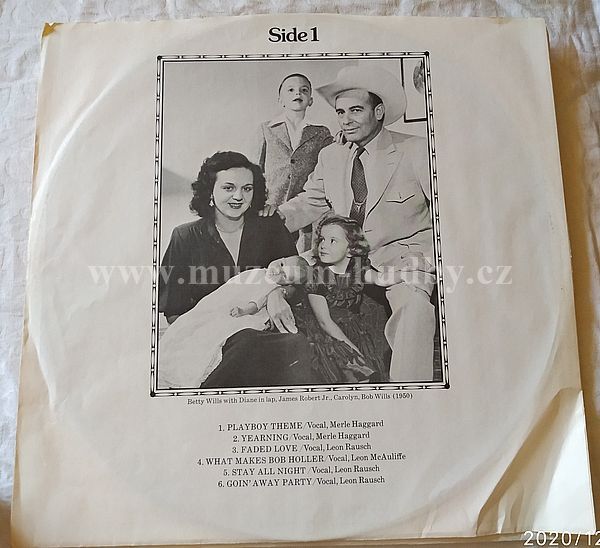 Side 1
www.muzeum-hudby.cz
Betty Wills with Diane in lap, James Robert Jr., Carolyn, Bob Wills (1950)
1. PLAYBOY THEME/Vocal, Merle Haggard
2. YEARNING/Vocal, Merle Haggard
3. FADED LOVE/Vocal, Leon Rausch
4. WHAT MAKES BOB HOLLER/Vocal, Leon McAuliffe
5. STAY ALL NIGHT/Vocal, Leon Rausch
6. GOIN' AWAY PARTY/Vocal, Leon Rausch
2020/12